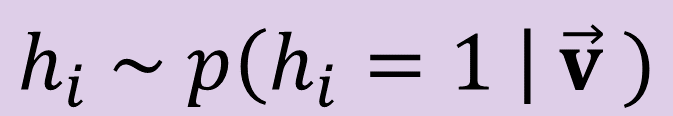 hᵢ ~ p(hᵢ = 1 | v⃗ )